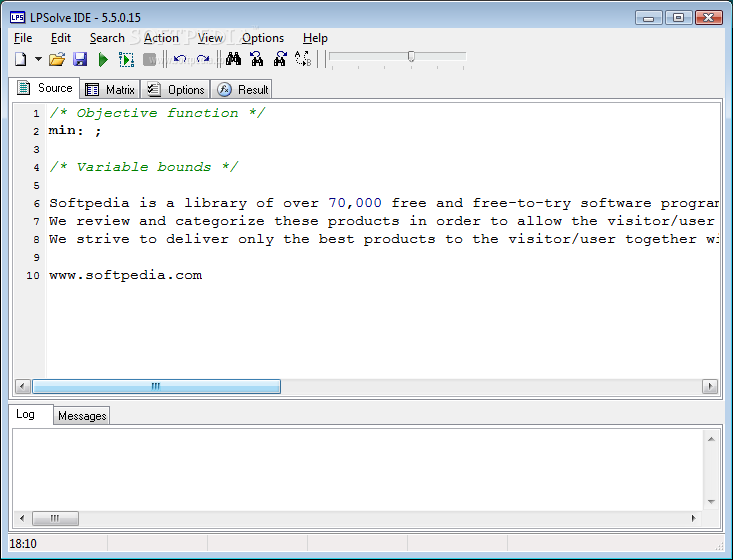 LPS LPSolve IDE - 5.5.0.15
File Edit Search Action View Options Help
SOFTPEDIA
Source Matrix Options Result
1 /* Objective function */
2 min: ;
3
4 /* Variable bounds */
5
6 Softpedia is a library of over 70,000 free and free-to-try software program
7 We review and categorize these products in order to allow the visitor/user
8 We strive to deliver only the best products to the visitor/user together wi
9
10 www.softpedia.com
Log Messages
18:10